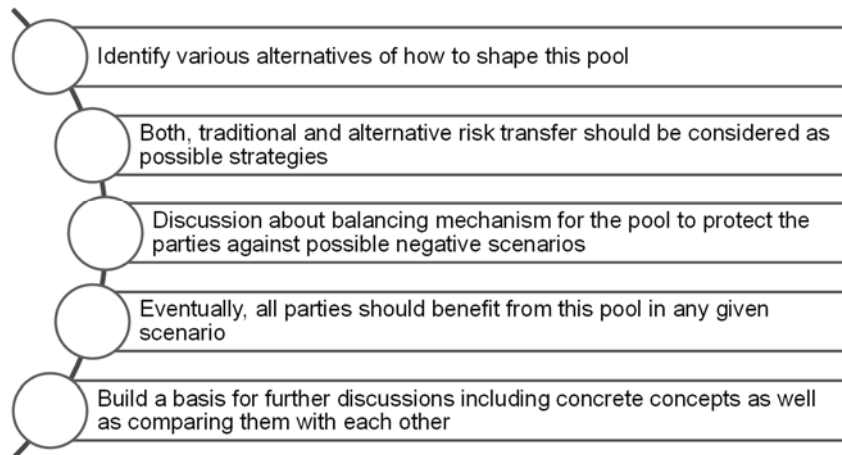 Identify various alternatives of how to shape this pool
Both, traditional and alternative risk transfer should be considered as
possible strategies
Discussion about balancing mechanism for the pool to protect the
parties against possible negative scenarios
Eventually, all parties should benefit from this pool in any given
scenario
Build a basis for further discussions including concrete concepts as well
as comparing them with each other